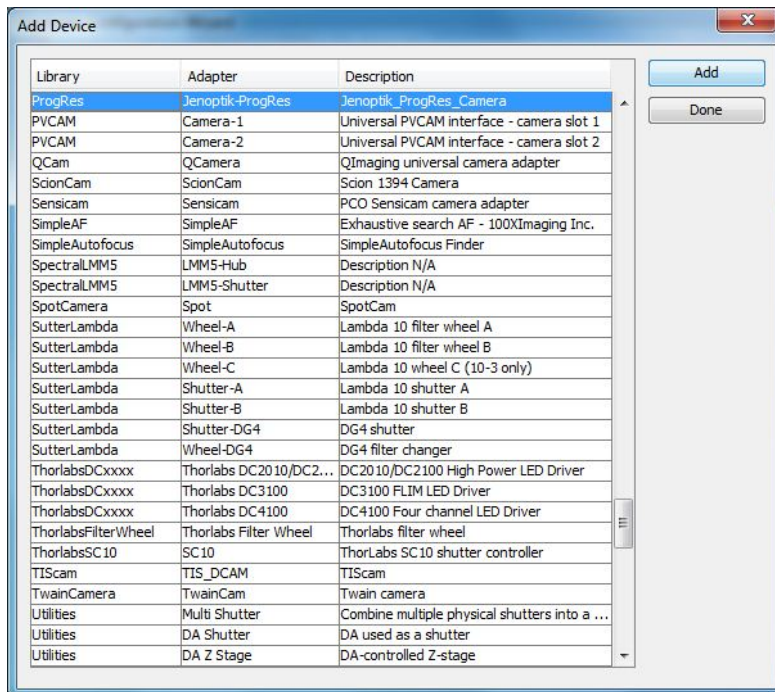 Add Device
Library Adapter Description
ProgRes Jenoptik-ProgRes Jenoptik_ProgRes_Camera
PVCAM Camera-1 Universal PVCAM interface - camera slot 1
PVCAM Camera-2 Universal PVCAM interface - camera slot 2
QCam QCamera QImaging universal camera adapter
ScionCam ScionCam Scion 1394 Camera
Sensicam Sensicam PCO Sensicam camera adapter
SimpleAF SimpleAF Exhaustive search AF - 100XImaging Inc.
SimpleAutofocus SimpleAutofocus SimpleAutofocus Finder
SpectralLMM5 LMM5-Hub Description N/A
SpectralLMM5 LMM5-Shutter Description N/A
SpotCamera Spot SpotCam
SutterLambda Wheel-A Lambda 10 filter wheel A
SutterLambda Wheel-B Lambda 10 filter wheel B
SutterLambda Wheel-C Lambda 10 wheel C (10-3 only)
SutterLambda Shutter-A Lambda 10 shutter A
SutterLambda Shutter-B Lambda 10 shutter B
SutterLambda Shutter-DG4 DG4 shutter
SutterLambda Wheel-DG4 DG4 filter changer
ThorlabsDCxxxx Thorlabs DC2010/DC2... DC2010/DC2100 High Power LED Driver
ThorlabsDCxxxx Thorlabs DC3100 DC3100 FLIM LED Driver
ThorlabsDCxxxx Thorlabs DC4100 DC4100 Four channel LED Driver
ThorlabsFilterWheel Thorlabs Filter Wheel Thorlabs filter wheel
ThorlabsSC10 SC10 ThorLabs SC10 shutter controller
TIScam TIS_DCAM TIScam
TwainCamera TwainCam Twain camera
Utilities Multi Shutter Combine multiple physical shutters into a ...
Utilities DA Shutter DA used as a shutter
Utilities DA Z Stage DA-controlled Z-stage
Add
Done